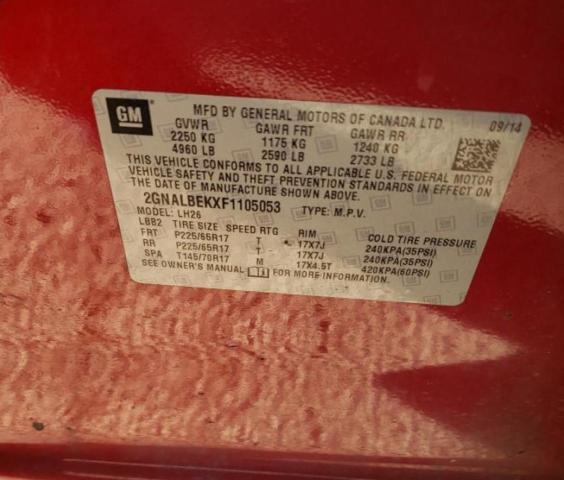 GM
MFD BY GENERAL MOTORS OF CANADA LTD. 09/14
GVWR GAWR FRT GAWR RR
2250 KG 1175 KG 1240 KG
4960 LB 2590 LB 2733 LB
THIS VEHICLE CONFORMS TO ALL APPLICABLE U.S. FEDERAL MOTOR
VEHICLE SAFETY AND THEFT PREVENTION STANDARDS IN EFFECT ON
THE DATE OF MANUFACTURE SHOWN ABOVE.
2GNALBEKXF1105053 TYPE: M.P.V.
MODEL: LH26
LBB2 TIRE SIZE SPEED RTG RIM COLD TIRE PRESSURE
FRT P225/65R17 T 17X7J 240KPA(35PSI)
RR P225/65R17 T 17X7J 240KPA(35PSI)
SPA T145/70R17 M 17X4.5T 420KPA(60PSI)
SEE OWNER'S MANUAL FOR MORE INFORMATION.